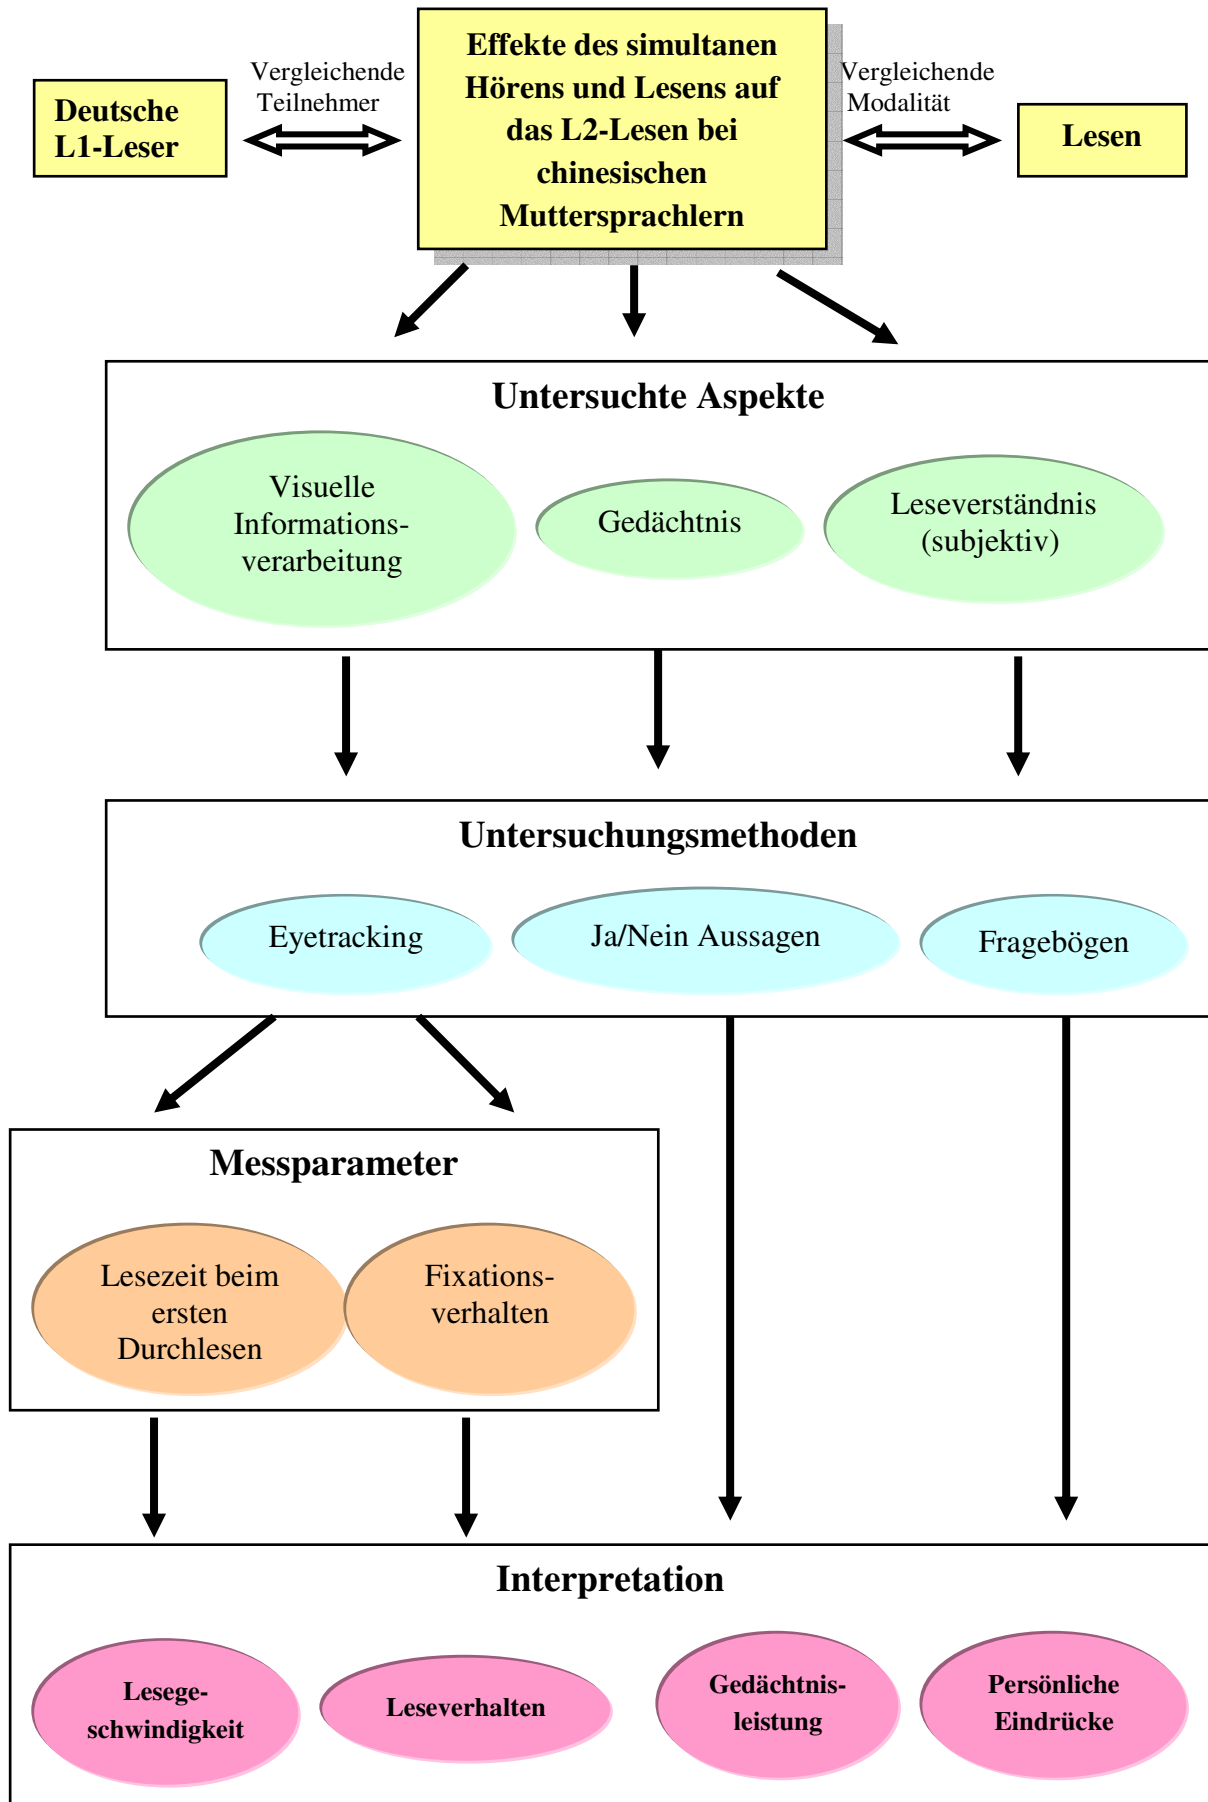 Effekte des simultanen
Hörens und Lesens auf
das L2-Lesen bei
chinesischen
Muttersprachlern
Deutsche
L1-Leser
Vergleichende
Teilnehmer
Vergleichende
Modalität
Lesen
Untersuchte Aspekte
Visuelle
Informations-
verarbeitung
Gedächtnis
Leseverständnis
(subjektiv)
Untersuchungsmethoden
Eyetracking
Ja/Nein Aussagen
Fragebögen
Messparameter
Lesezeit beim
ersten
Durchlesen
Fixations-
verhalten
Interpretation
Lesege-
schwindigkeit
Leseverhalten
Gedächtnis-
leistung
Persönliche
Eindrücke